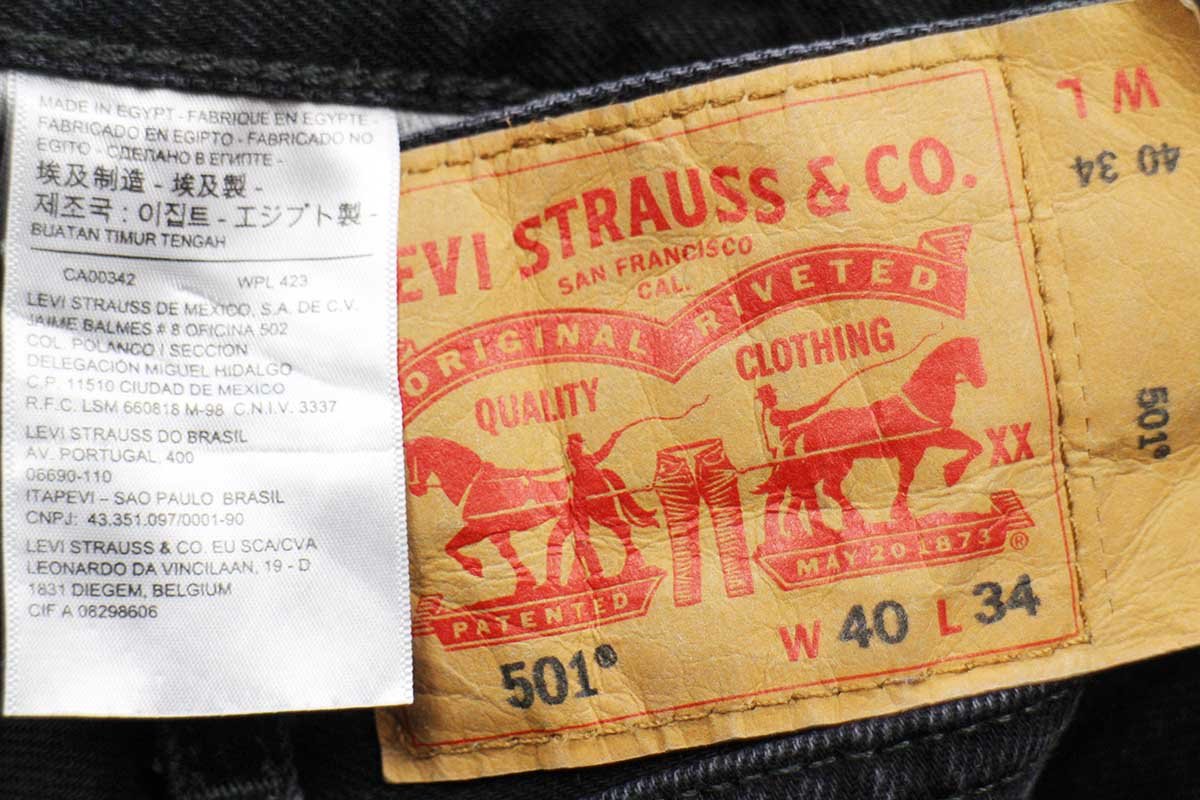 MADE IN EGYPT - FABRIQUE EN EGYPTE -
FABRICADO EN EGIPTO - FABRICADO NO
EGITO - СДЕЛАНО В ЕГИПТЕ -
埃及制造 - 埃及製 -
제조국 : 이집트 - エジプト製 -
BUATAN TIMUR TENGAH
CA00342 WPL 423
LEVI STRAUSS DE MEXICO, S.A. DE C.V.
JAIME BALMES # 8 OFICINA 502
COL. POLANCO I SECCION
DELEGACION MIGUEL HIDALGO
C.P. 11510 CIUDAD DE MEXICO
R.F.C. LSM 660818 M-98 C.N.I.V. 3337
LEVI STRAUSS DO BRASIL
AV. PORTUGAL, 400
06690-110
ITAPEVI – SAO PAULO BRASIL
CNPJ: 43.351.097/0001-90
LEVI STRAUSS & CO. EU SCA/CVA
LEONARDO DA VINCILAAN, 19 - D
1831 DIEGEM, BELGIUM
CIF A 08298606
LEVI STRAUSS & CO.
SAN FRANCISCO
CAL.
ORIGINAL RIVETED
QUALITY CLOTHING
XX
PATENTED MAY 20 1873 ®
501® W 40 L 34
W L
40 34
501®